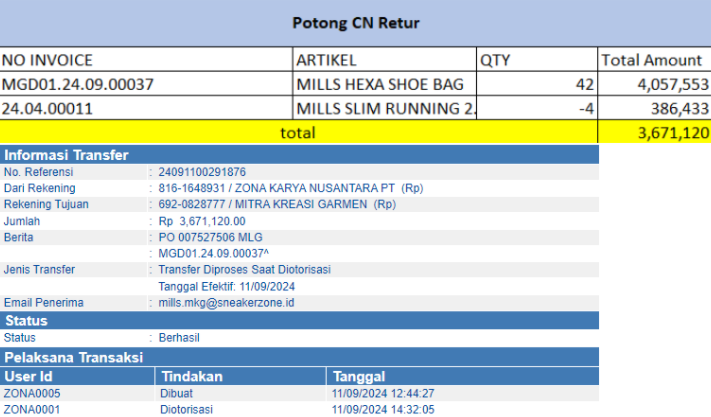 Potong CN Retur
NO INVOICE ARTIKEL QTY Total Amount
MGD01.24.09.00037 MILLS HEXA SHOE BAG 42 4,057,553
24.04.00011 MILLS SLIM RUNNING 2. -4 386,433
total 3,671,120
Informasi Transfer
No. Referensi : 24091100291876
Dari Rekening : 816-1648931 / ZONA KARYA NUSANTARA PT (Rp)
Rekening Tujuan : 692-0828777 / MITRA KREASI GARMEN (Rp)
Jumlah : Rp 3,671,120.00
Berita : PO 007527506 MLG
: MGD01.24.09.00037^
Jenis Transfer : Transfer Diproses Saat Diotorisasi
Tanggal Efektif: 11/09/2024
Email Penerima : mills.mkg@sneakerzone.id
Status
Status : Berhasil
Pelaksana Transaksi
User Id Tindakan Tanggal
ZONA0005 Dibuat 11/09/2024 12:44:27
ZONA0001 Diotorisasi 11/09/2024 14:32:05